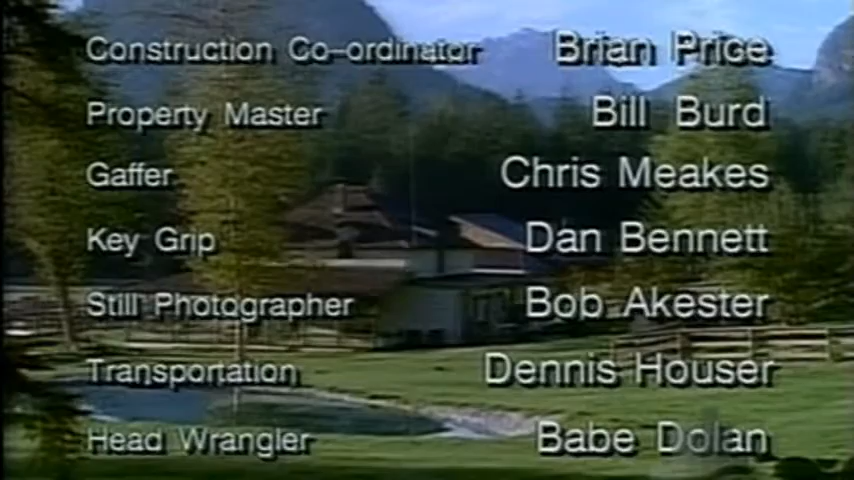 Construction Co-ordinator Brian Price
Property Master Bill Burd
Gaffer Chris Meakes
Key Grip Dan Bennett
Still Photographer Bob Akester
Transportation Dennis Houser
Head Wrangler Babe Dolan